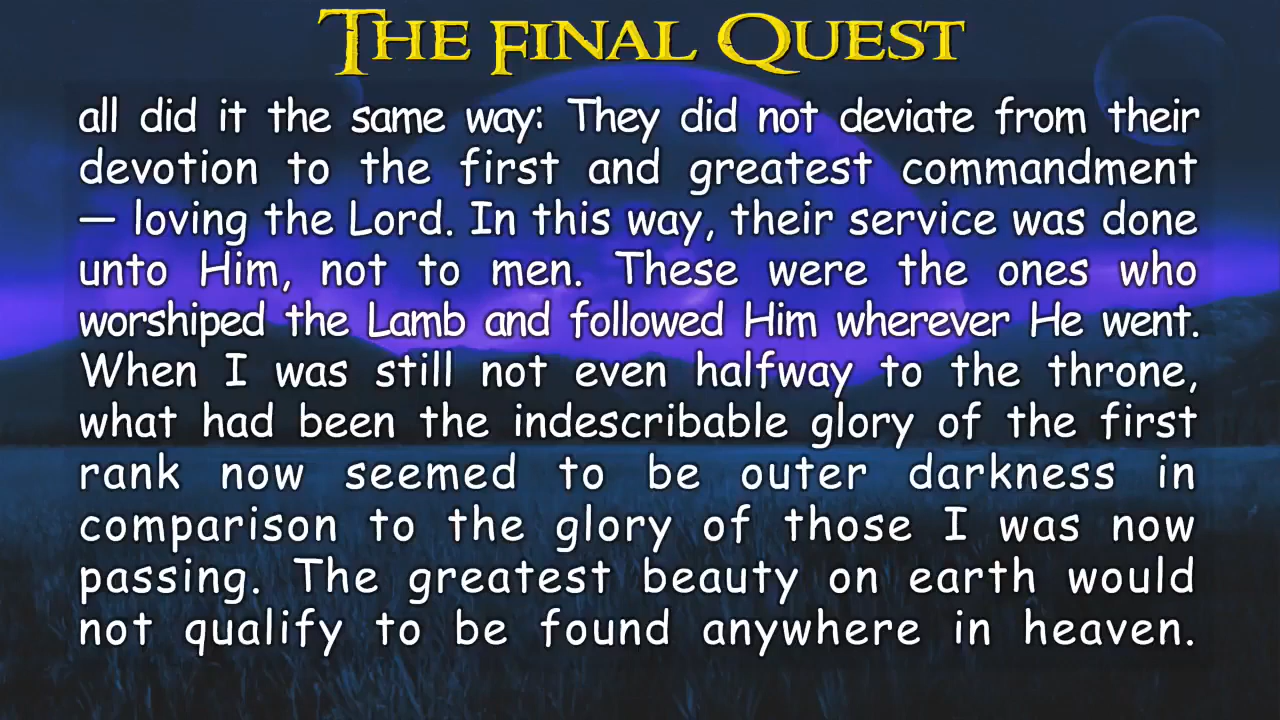 The Final Quest
all did it the same way: They did not deviate from their
devotion to the first and greatest commandment
— loving the Lord. In this way, their service was done
unto Him, not to men. These were the ones who
worshiped the Lamb and followed Him wherever He went.
When I was still not even halfway to the throne,
what had been the indescribable glory of the first
rank now seemed to be outer darkness in
comparison to the glory of those I was now
passing. The greatest beauty on earth would
not qualify to be found anywhere in heaven.